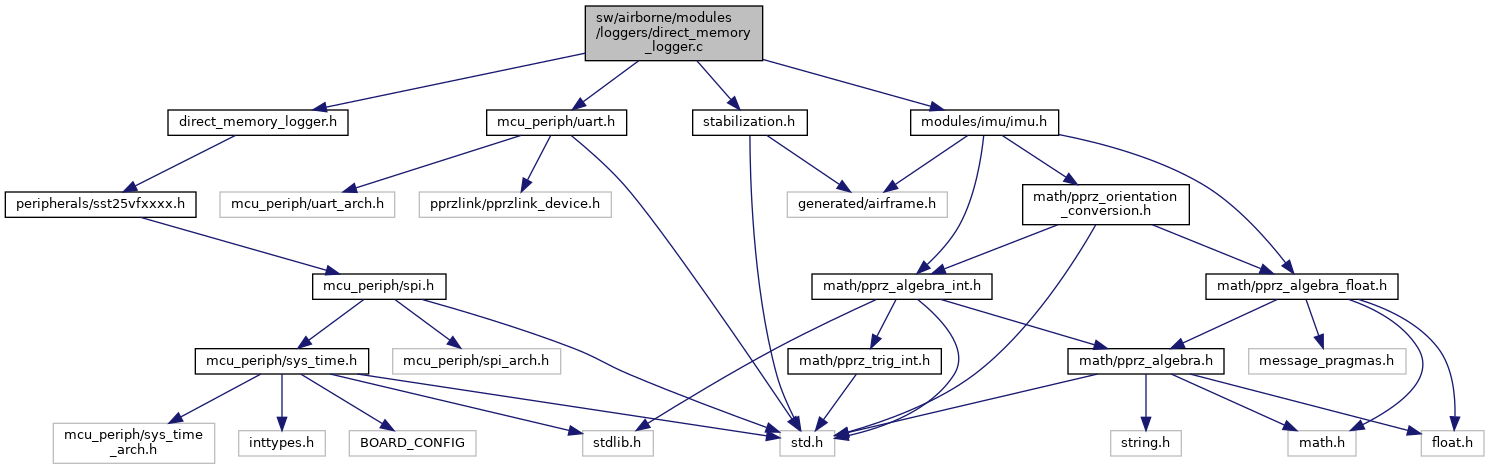 sw/airborne/modules
/loggers/direct_memory
_logger.c
direct_memory_logger.h
mcu_periph/uart.h
stabilization.h
modules/imu/imu.h
peripherals/sst25vfxxxx.h
mcu_periph/uart_arch.h
pprzlink/pprzlink_device.h
generated/airframe.h
math/pprz_orientation
_conversion.h
mcu_periph/spi.h
math/pprz_algebra_int.h
math/pprz_algebra_float.h
mcu_periph/sys_time.h
mcu_periph/spi_arch.h
math/pprz_trig_int.h
math/pprz_algebra.h
message_pragmas.h
mcu_periph/sys_time
_arch.h
inttypes.h
BOARD_CONFIG
stdlib.h
std.h
string.h
math.h
float.h